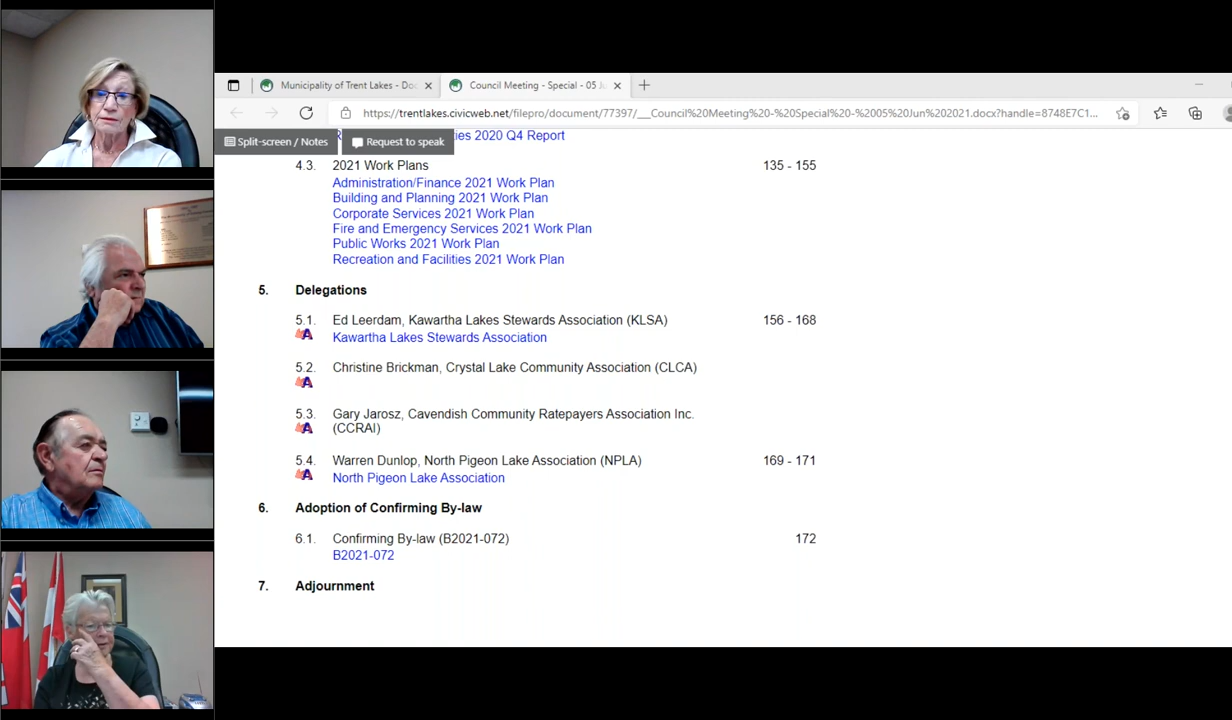 Municipality of Trent Lakes - Doc
Council Meeting - Special - 05 Ju
https://trentlakes.civicweb.net/filepro/document/77397/___Council%20Meeting%20-%20Special%20-%2005%20Jun%202021.docx?handle=8748E7C1...
Split-screen / Notes
Request to speak
ties 2020 Q4 Report
4.3. 2021 Work Plans 135 - 155
Administration/Finance 2021 Work Plan
Building and Planning 2021 Work Plan
Corporate Services 2021 Work Plan
Fire and Emergency Services 2021 Work Plan
Public Works 2021 Work Plan
Recreation and Facilities 2021 Work Plan
5. Delegations
5.1. Ed Leerdam, Kawartha Lakes Stewards Association (KLSA) 156 - 168
Kawartha Lakes Stewards Association
5.2. Christine Brickman, Crystal Lake Community Association (CLCA)
5.3. Gary Jarosz, Cavendish Community Ratepayers Association Inc.
(CCRAI)
5.4. Warren Dunlop, North Pigeon Lake Association (NPLA) 169 - 171
North Pigeon Lake Association
6. Adoption of Confirming By-law
6.1. Confirming By-law (B2021-072) 172
B2021-072
7. Adjournment